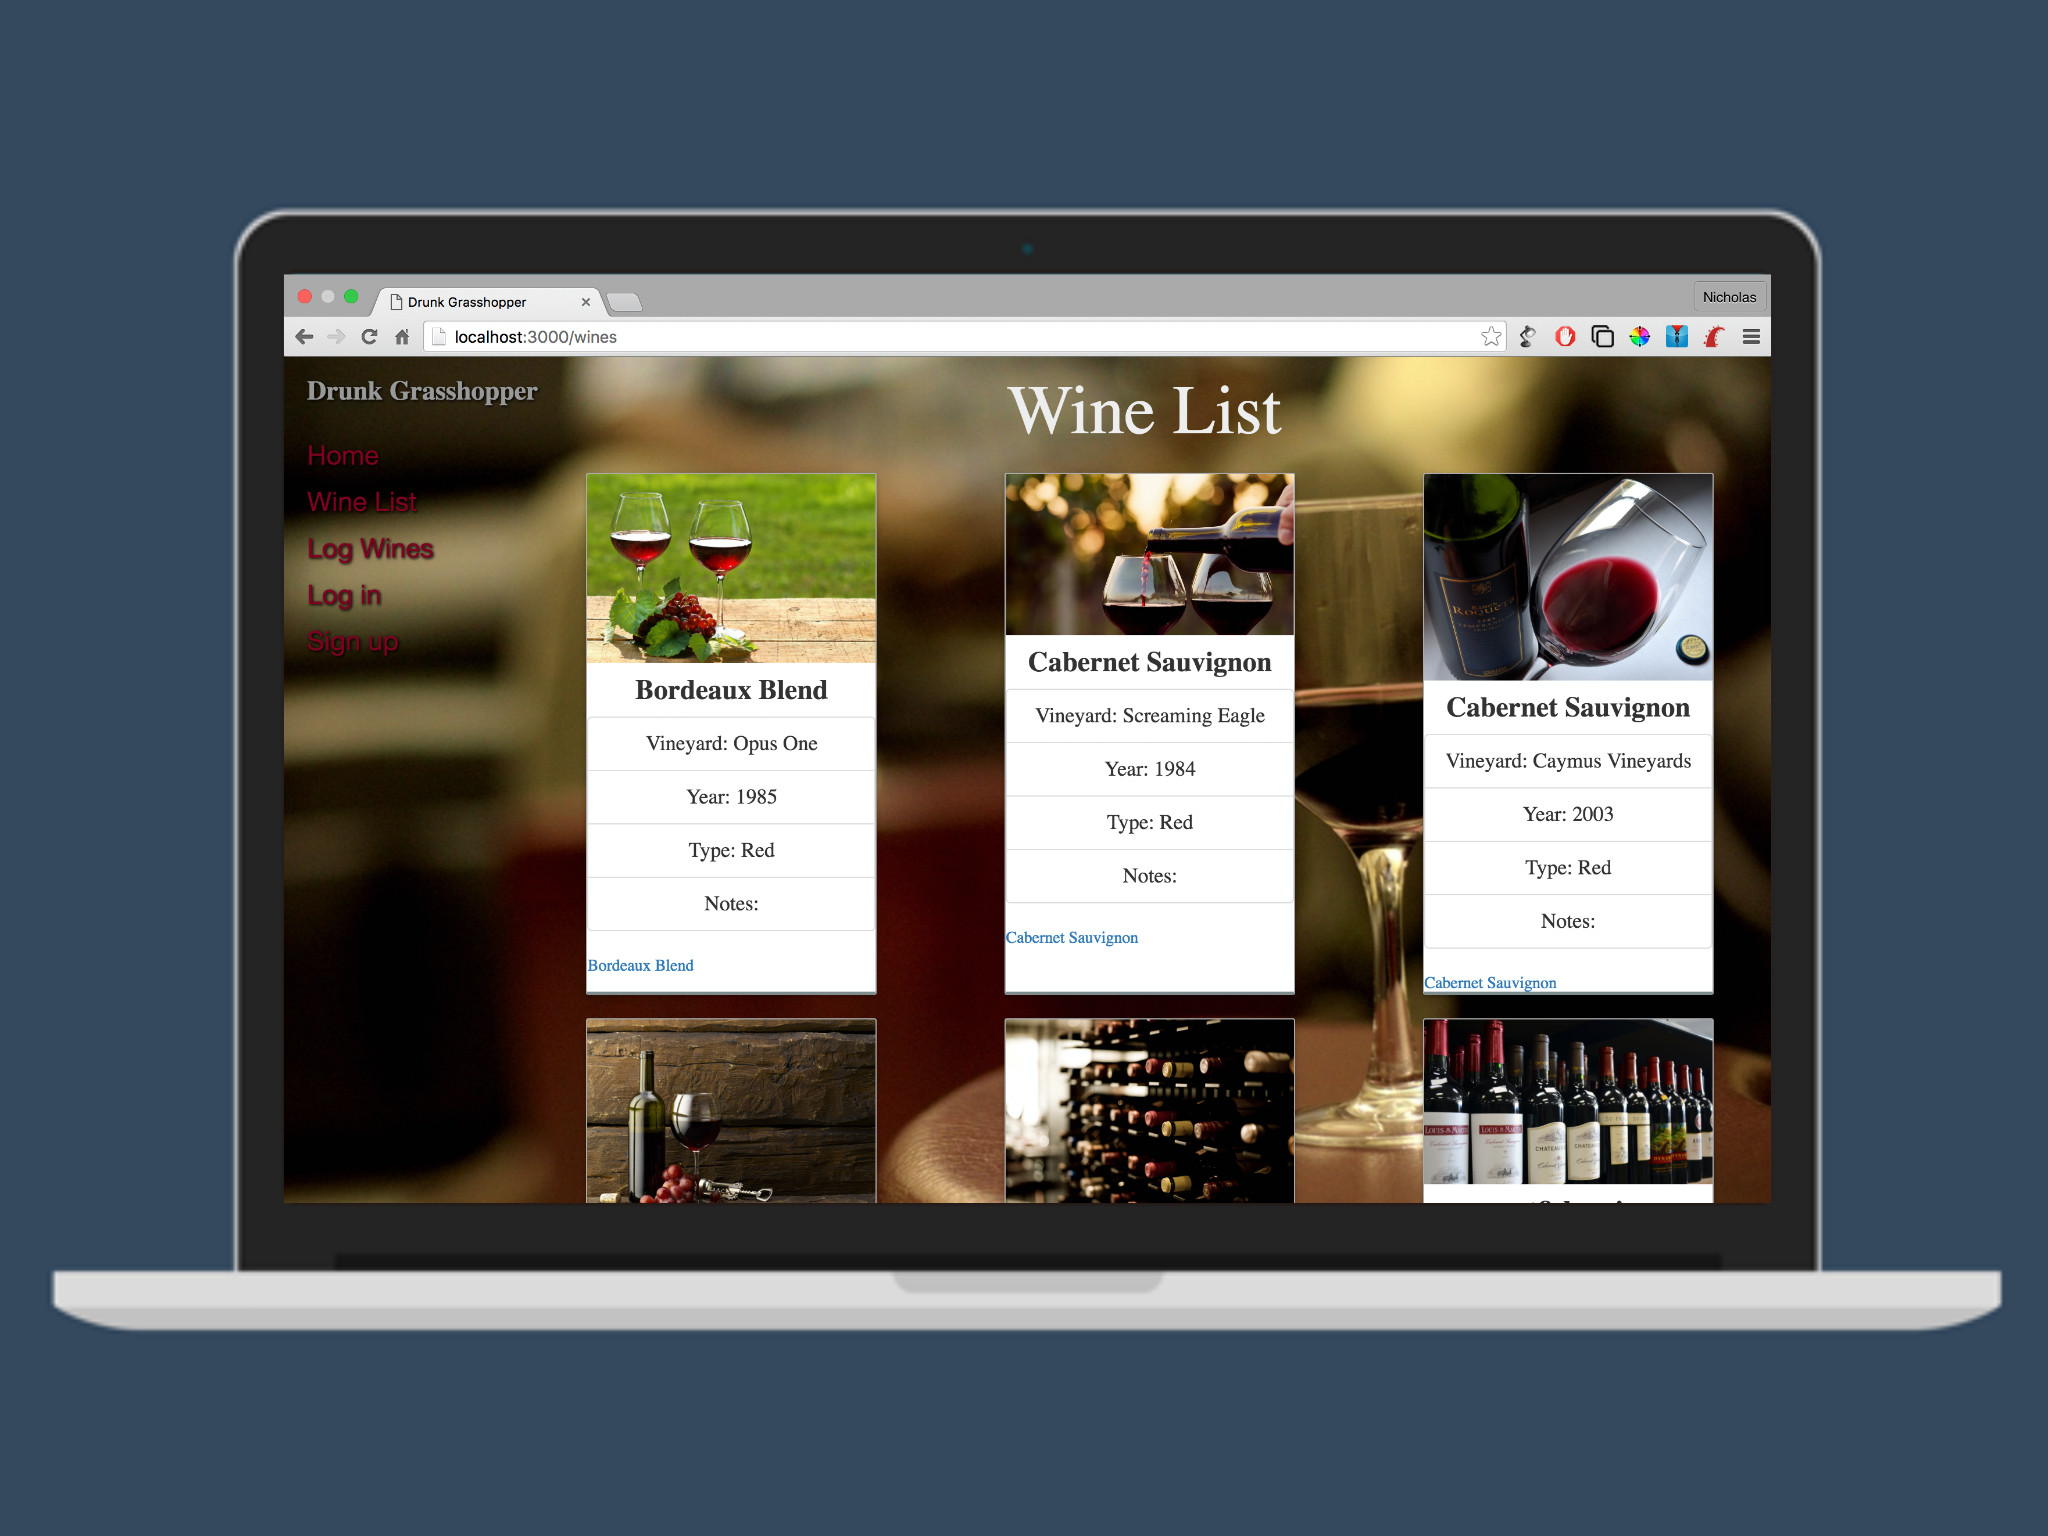 Drunk Grasshopper
Nicholas
localhost:3000/wines
Drunk Grasshopper
Home
Wine List
Log Wines
Log in
Sign up
Wine List
Bordeaux Blend
Vineyard: Opus One
Year: 1985
Type: Red
Notes:
Bordeaux Blend
Cabernet Sauvignon
Vineyard: Screaming Eagle
Year: 1984
Type: Red
Notes:
Cabernet Sauvignon
Cabernet Sauvignon
Vineyard: Caymus Vineyards
Year: 2003
Type: Red
Notes:
Cabernet Sauvignon